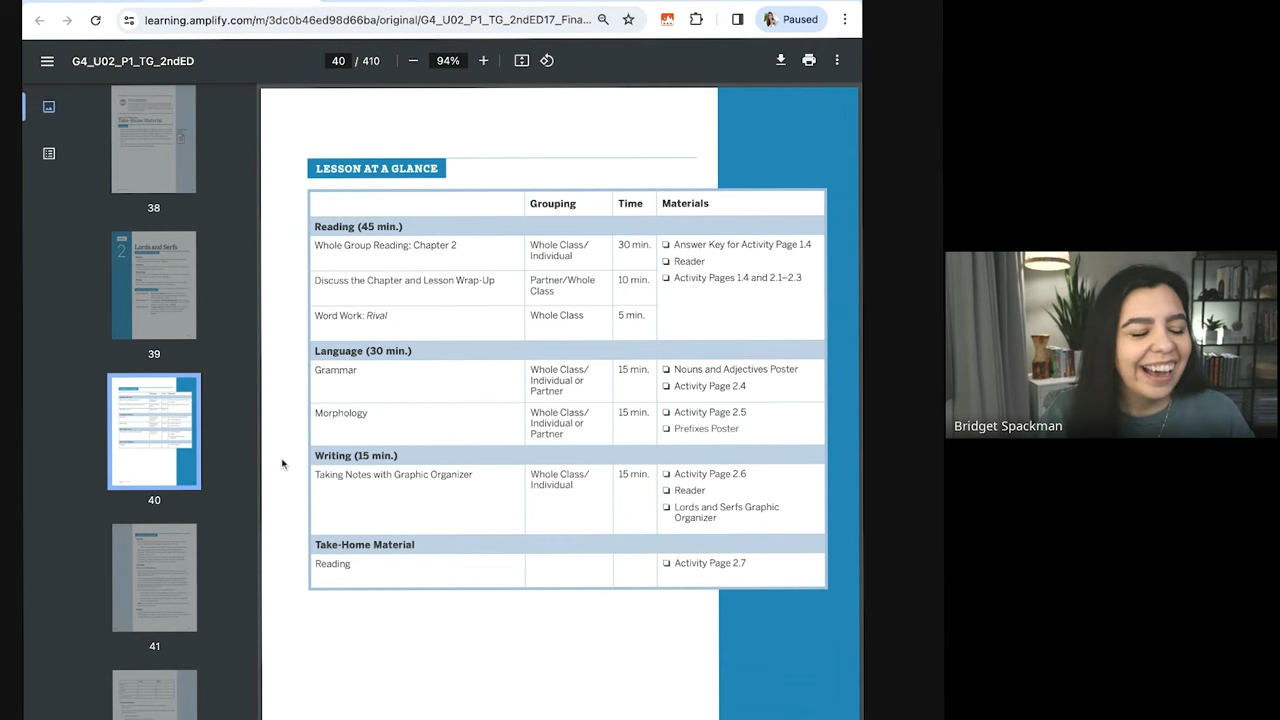 learning.amplify.com/m/3dc0b46ed98d66ba/original/G4_U02_P1_TG_2ndED17_Fina...
Paused
G4_U02_P1_TG_2ndED
40 / 410
94%
Take-Home Material
38
2
Lords and Serfs
39
40
41
LESSON AT A GLANCE
Grouping Time Materials
Reading (45 min.)
Whole Group Reading: Chapter 2
Whole Class/
Individual
30 min.
❏ Answer Key for Activity Page 1.4
❏ Reader
❏ Activity Pages 1.4 and 2.1–2.3
Discuss the Chapter and Lesson Wrap-Up
Partner/Whole
Class
10 min.
Word Work: Rival
Whole Class
5 min.
Language (30 min.)
Grammar
Whole Class/
Individual or
Partner
15 min.
❏ Nouns and Adjectives Poster
❏ Activity Page 2.4
Morphology
Whole Class/
Individual or
Partner
15 min.
❏ Activity Page 2.5
❏ Prefixes Poster
Writing (15 min.)
Taking Notes with Graphic Organizer
Whole Class/
Individual
15 min.
❏ Activity Page 2.6
❏ Reader
❏ Lords and Serfs Graphic
Organizer
Take-Home Material
Reading
❏ Activity Page 2.7
Bridget Spackman